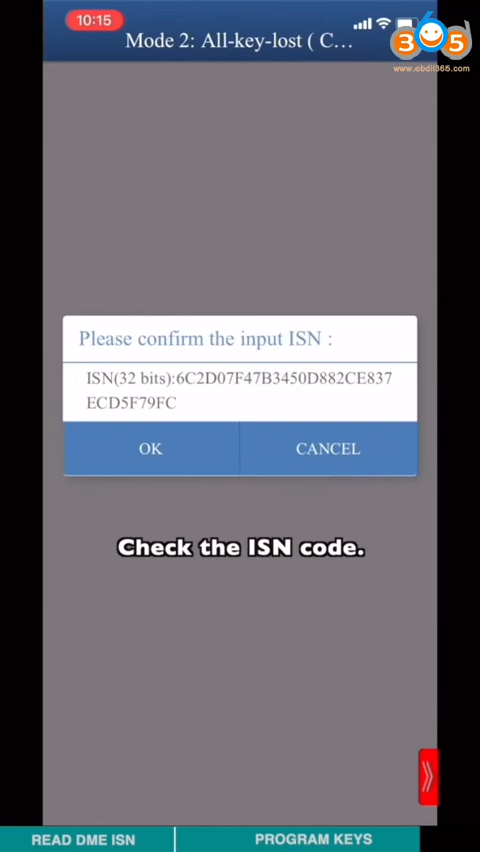 10:15
Mode 2: All-key-lost ( C...
365
www.obdii365.com
Please confirm the input ISN :
ISN(32 bits):6C2D07F47B3450D882CE837
ECD5F79FC
OK
CANCEL
Check the ISN code.
READ DME ISN
PROGRAM KEYS